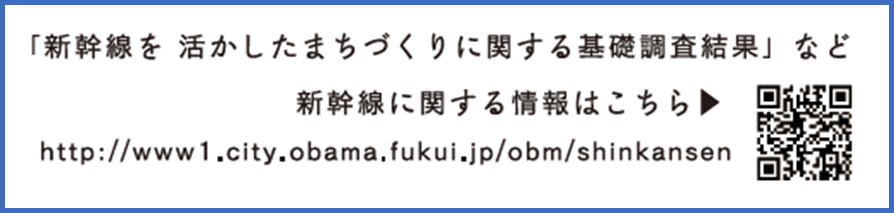 「新幹線を 活かしたまちづくりに関する基礎調査結果」など
新幹線に関する情報はこちら▶
http://www1.city.obama.fukui.jp/obm/shinkansen